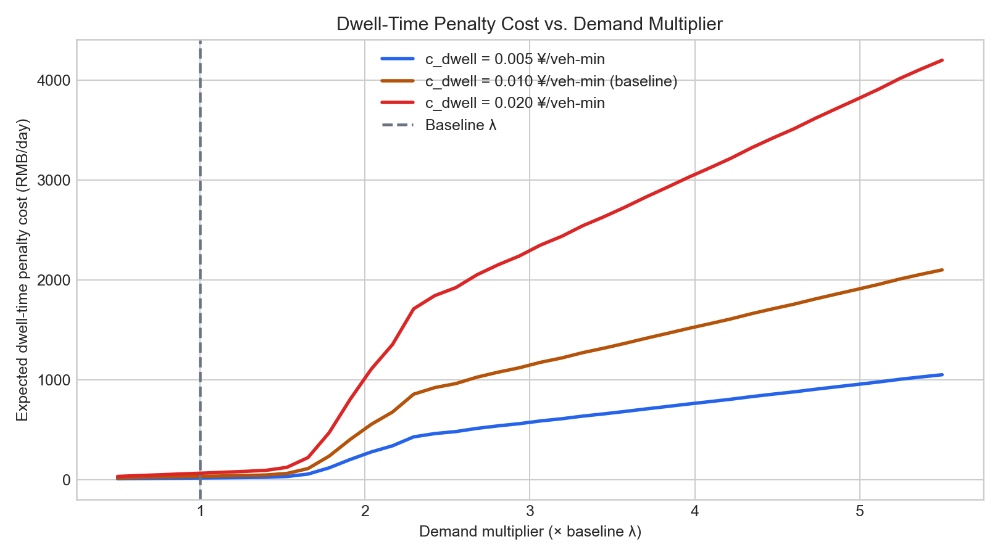 Dwell-Time Penalty Cost vs. Demand Multiplier
c_dwell = 0.005 ¥/veh-min
c_dwell = 0.010 ¥/veh-min (baseline)
c_dwell = 0.020 ¥/veh-min
Baseline λ
Expected dwell-time penalty cost (RMB/day)
4000
3000
2000
1000
0
1 2 3 4 5
Demand multiplier (× baseline λ)